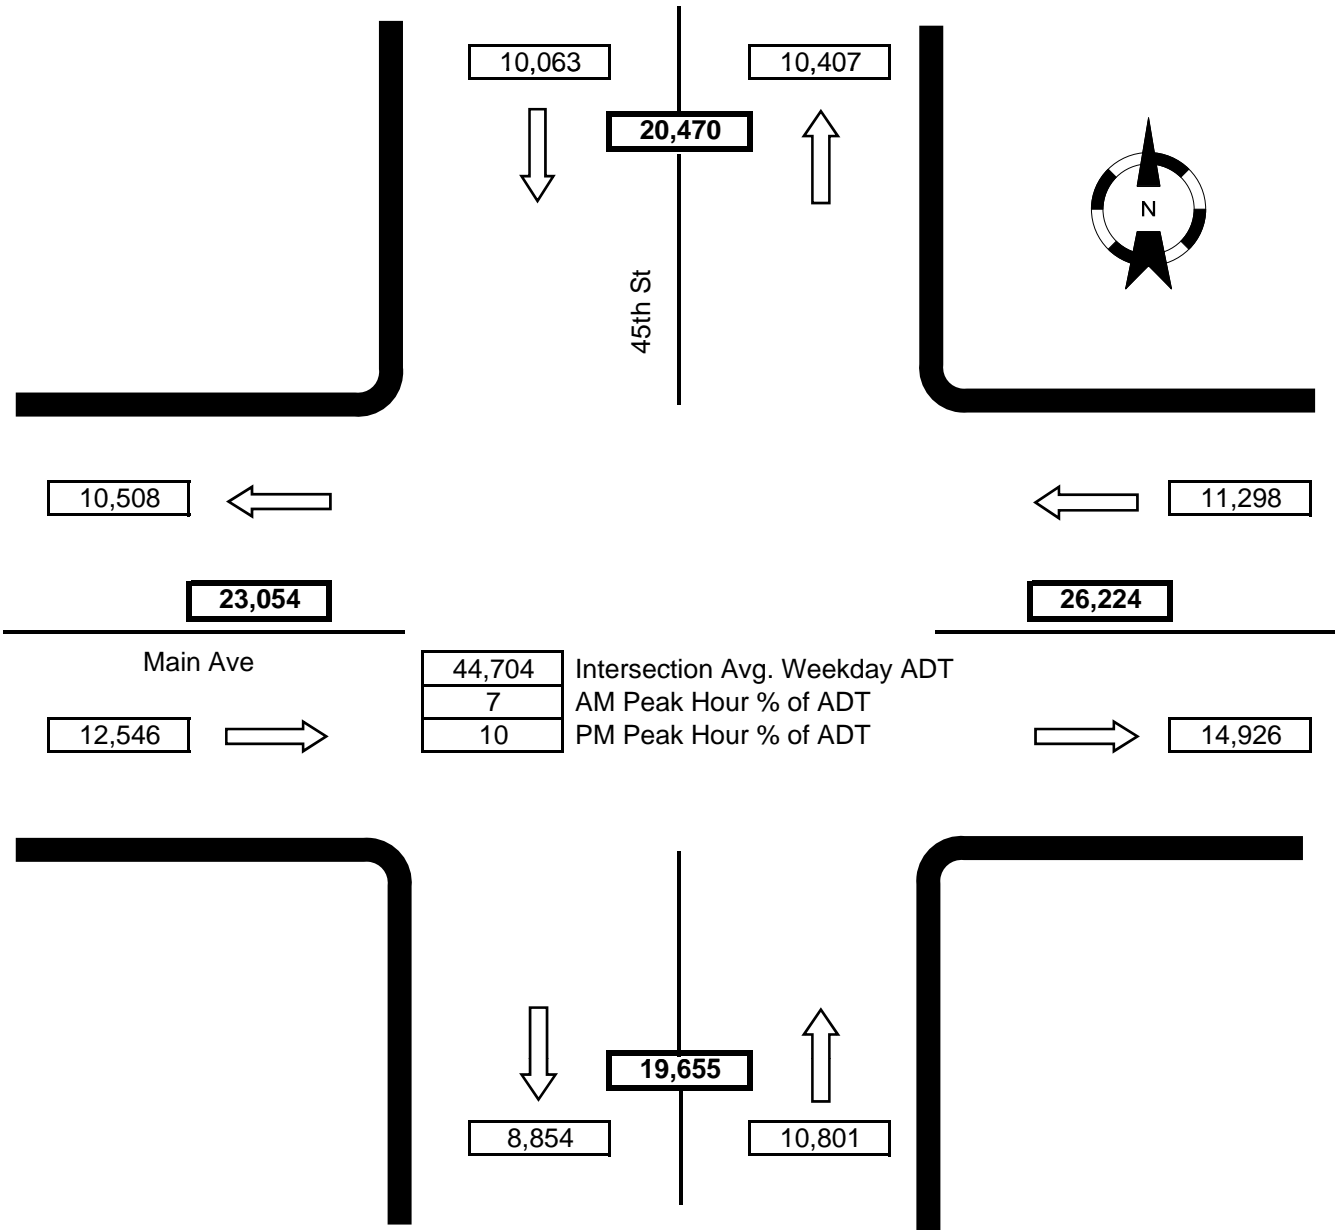 10,063
10,407
20,470
N
45th St
10,508
11,298
23,054
26,224
Main Ave
44,704 Intersection Avg. Weekday ADT
7 AM Peak Hour % of ADT
10 PM Peak Hour % of ADT
12,546
14,926
19,655
8,854
10,801